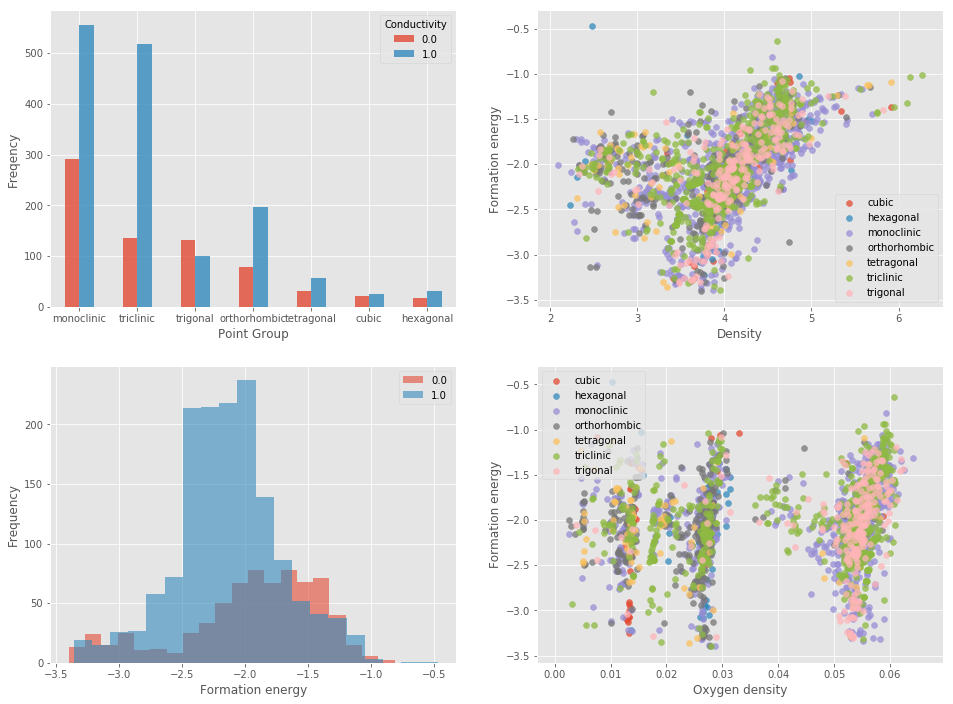 Conductivity
0.0
1.0
500
400
300
200
100
0
Freqency
monoclinic triclinic trigonal orthorhombic tetragonal cubic hexagonal
Point Group
−0.5
−1.0
−1.5
−2.0
−2.5
−3.0
−3.5
Formation energy
cubic
hexagonal
monoclinic
orthorhombic
tetragonal
triclinic
trigonal
2 3 4 5 6
Density
0.0
1.0
200
150
100
50
0
Frequency
−3.5 −3.0 −2.5 −2.0 −1.5 −1.0 −0.5
Formation energy
cubic
hexagonal
monoclinic
orthorhombic
tetragonal
triclinic
trigonal
−0.5
−1.0
−1.5
−2.0
−2.5
−3.0
−3.5
Formation energy
0.00 0.01 0.02 0.03 0.04 0.05 0.06
Oxygen density